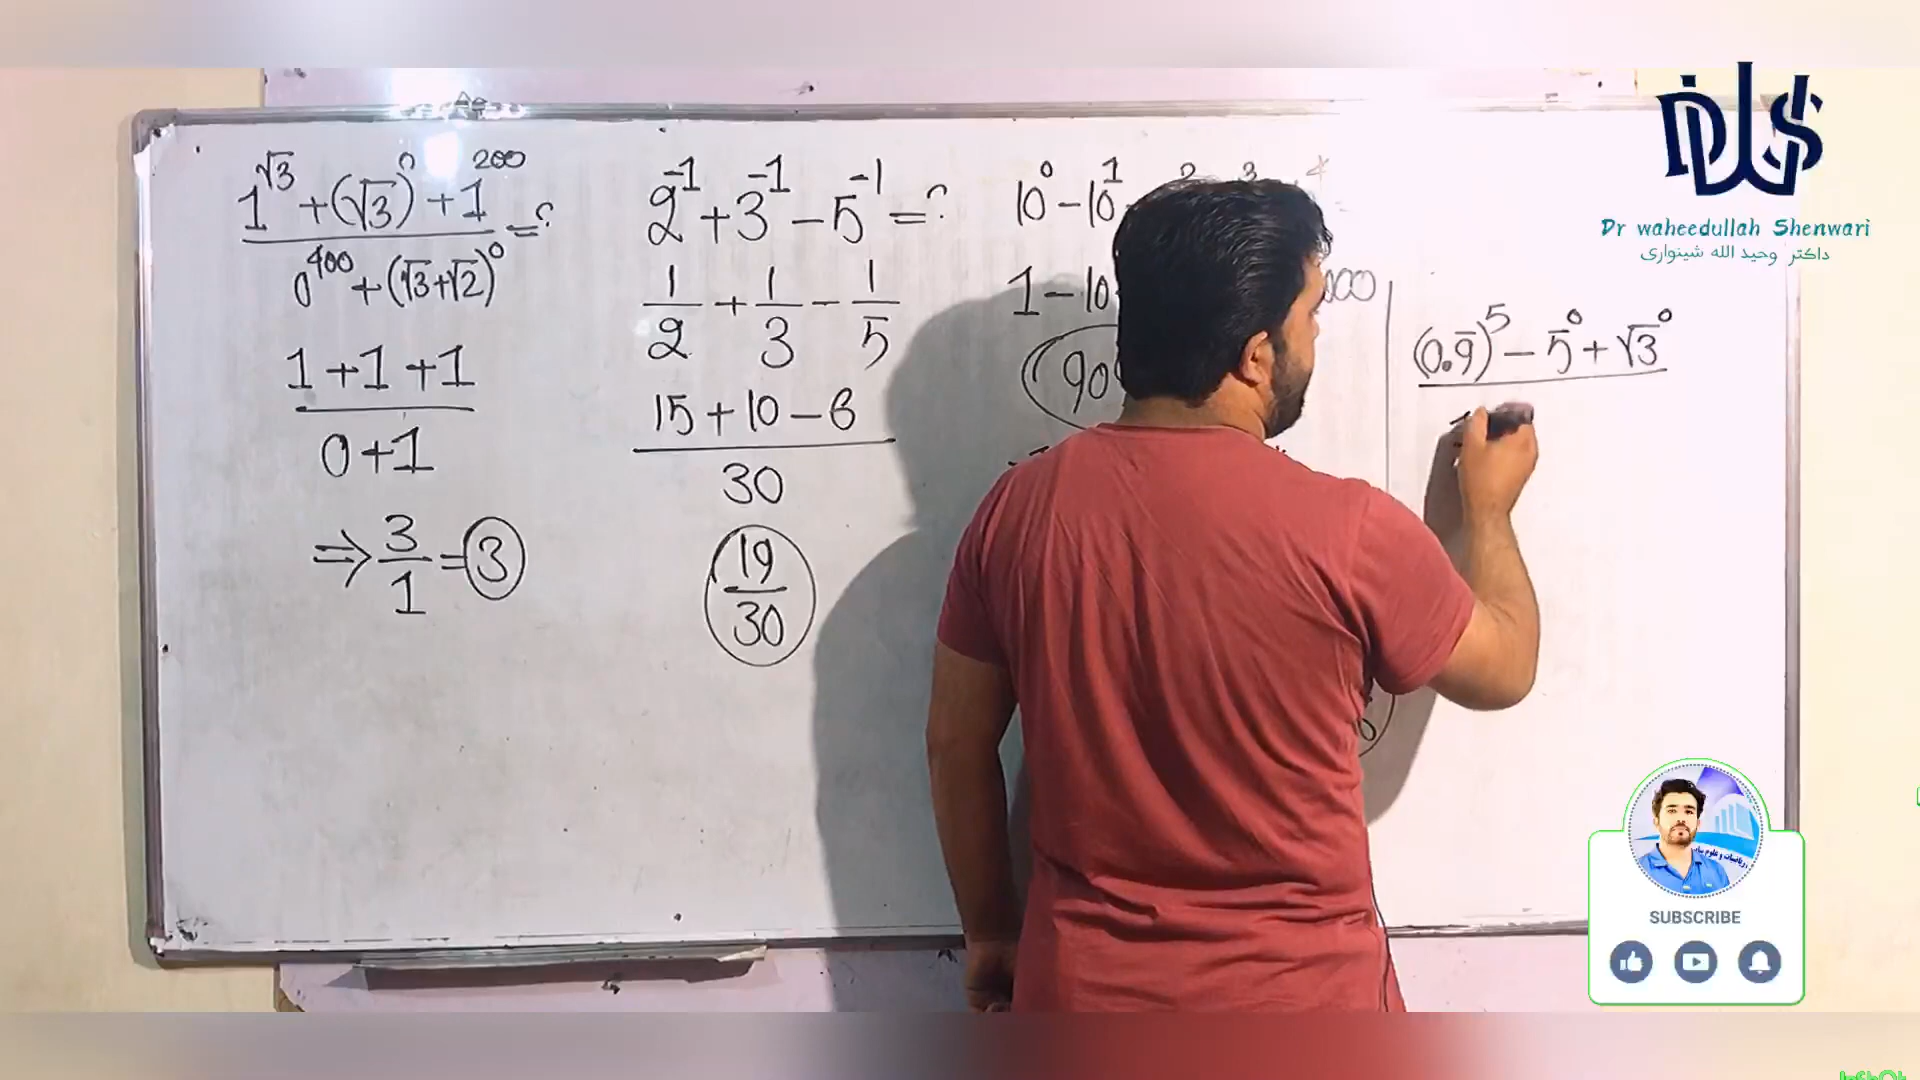 1^√3 + (√3)^0 + 1^200
0^400 + (√3+√2)^0
=?
1+1+1
0+1
⇒ 3/1 = 3
2^-1 + 3^-1 − 5^-1 = ?
1/2 + 1/3 − 1/5
15+10−6
30
19
30
10^0 − 10^1
1 − 10
90
(0.9̅)^5 − 5^0 + √3^0
DWS
Dr waheedullah Shenwari
داکتر وحید الله شینواری
SUBSCRIBE